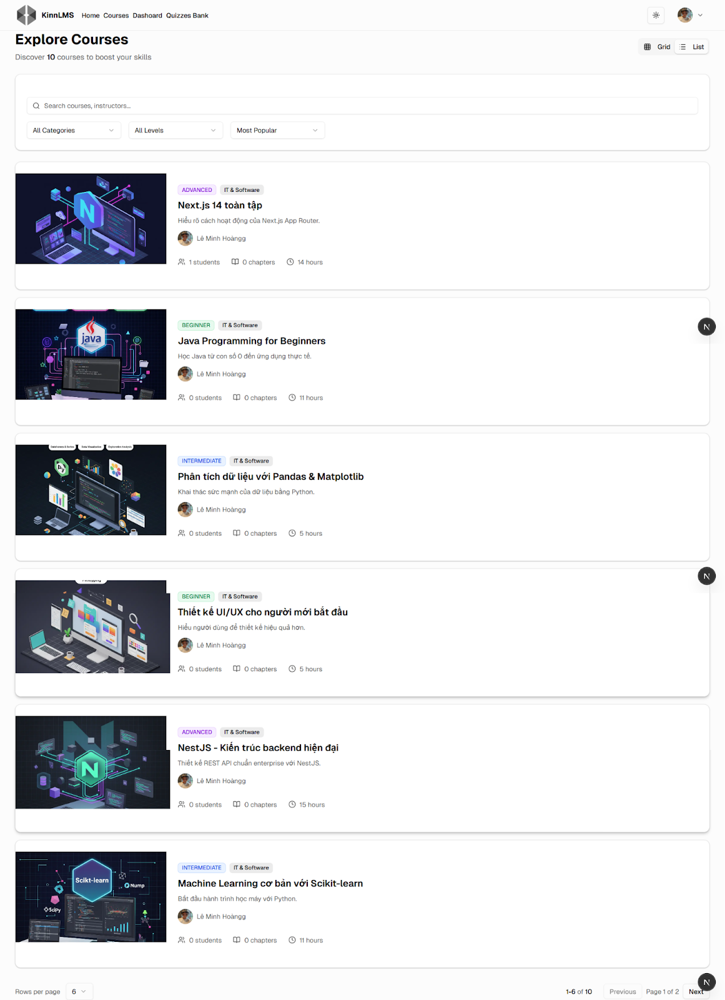 KinnLMS Home Courses Dashoard Quizzes Bank
Explore Courses
Discover 10 courses to boost your skills
Grid List
Search courses, instructors...
All Categories All Levels Most Popular
ADVANCED IT & Software
Next.js 14 toàn tập
Hiểu rõ cách hoạt động của Next.js App Router.
Lê Minh Hoàngg
1 students 0 chapters 14 hours
BEGINNER IT & Software
Java Programming for Beginners
Học Java từ con số 0 đến ứng dụng thực tế.
Lê Minh Hoàngg
0 students 0 chapters 11 hours
java
INTERMEDIATE IT & Software
Phân tích dữ liệu với Pandas & Matplotlib
Khai thác sức mạnh của dữ liệu bằng Python.
Lê Minh Hoàngg
0 students 0 chapters 5 hours
Data Visualization
Py
BEGINNER IT & Software
Thiết kế UI/UX cho người mới bắt đầu
Hiểu người dùng để thiết kế hiệu quả hơn.
Lê Minh Hoàngg
0 students 0 chapters 5 hours
ADVANCED IT & Software
NestJS - Kiến trúc backend hiện đại
Thiết kế REST API chuẩn enterprise với NestJS.
Lê Minh Hoàngg
0 students 0 chapters 15 hours
N
INTERMEDIATE IT & Software
Machine Learning cơ bản với Scikit-learn
Bắt đầu hành trình học máy với Python.
Lê Minh Hoàngg
0 students 0 chapters 11 hours
Scikt-learn
Nump
SciPy
Rows per page 6 1-6 of 10 Previous Page 1 of 2 Next
N